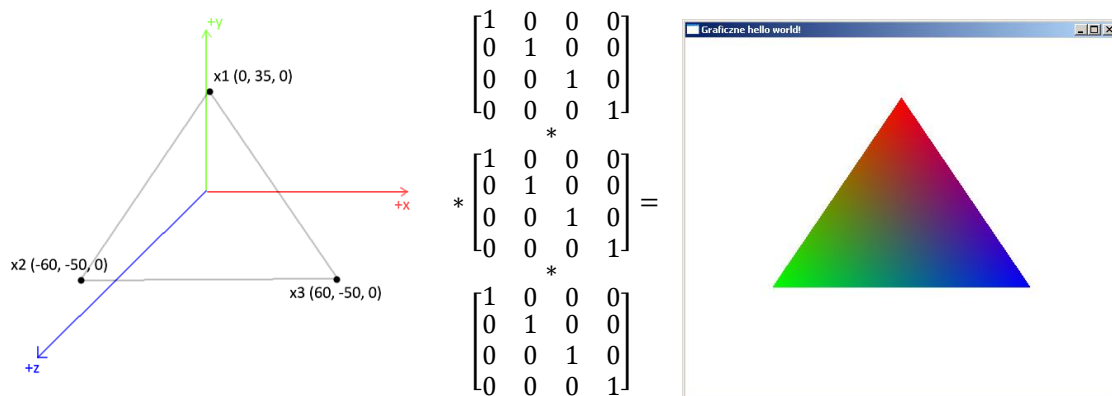 +y
x1 (0, 35, 0)
+x
x2 (-60, -50, 0)
x3 (60, -50, 0)
+z
*
1 0 0 0
0 1 0 0
0 0 1 0
0 0 0 1
*
1 0 0 0
0 1 0 0
0 0 1 0
0 0 0 1
*
1 0 0 0
0 1 0 0
0 0 1 0
0 0 0 1
=
Graficzne hello world!